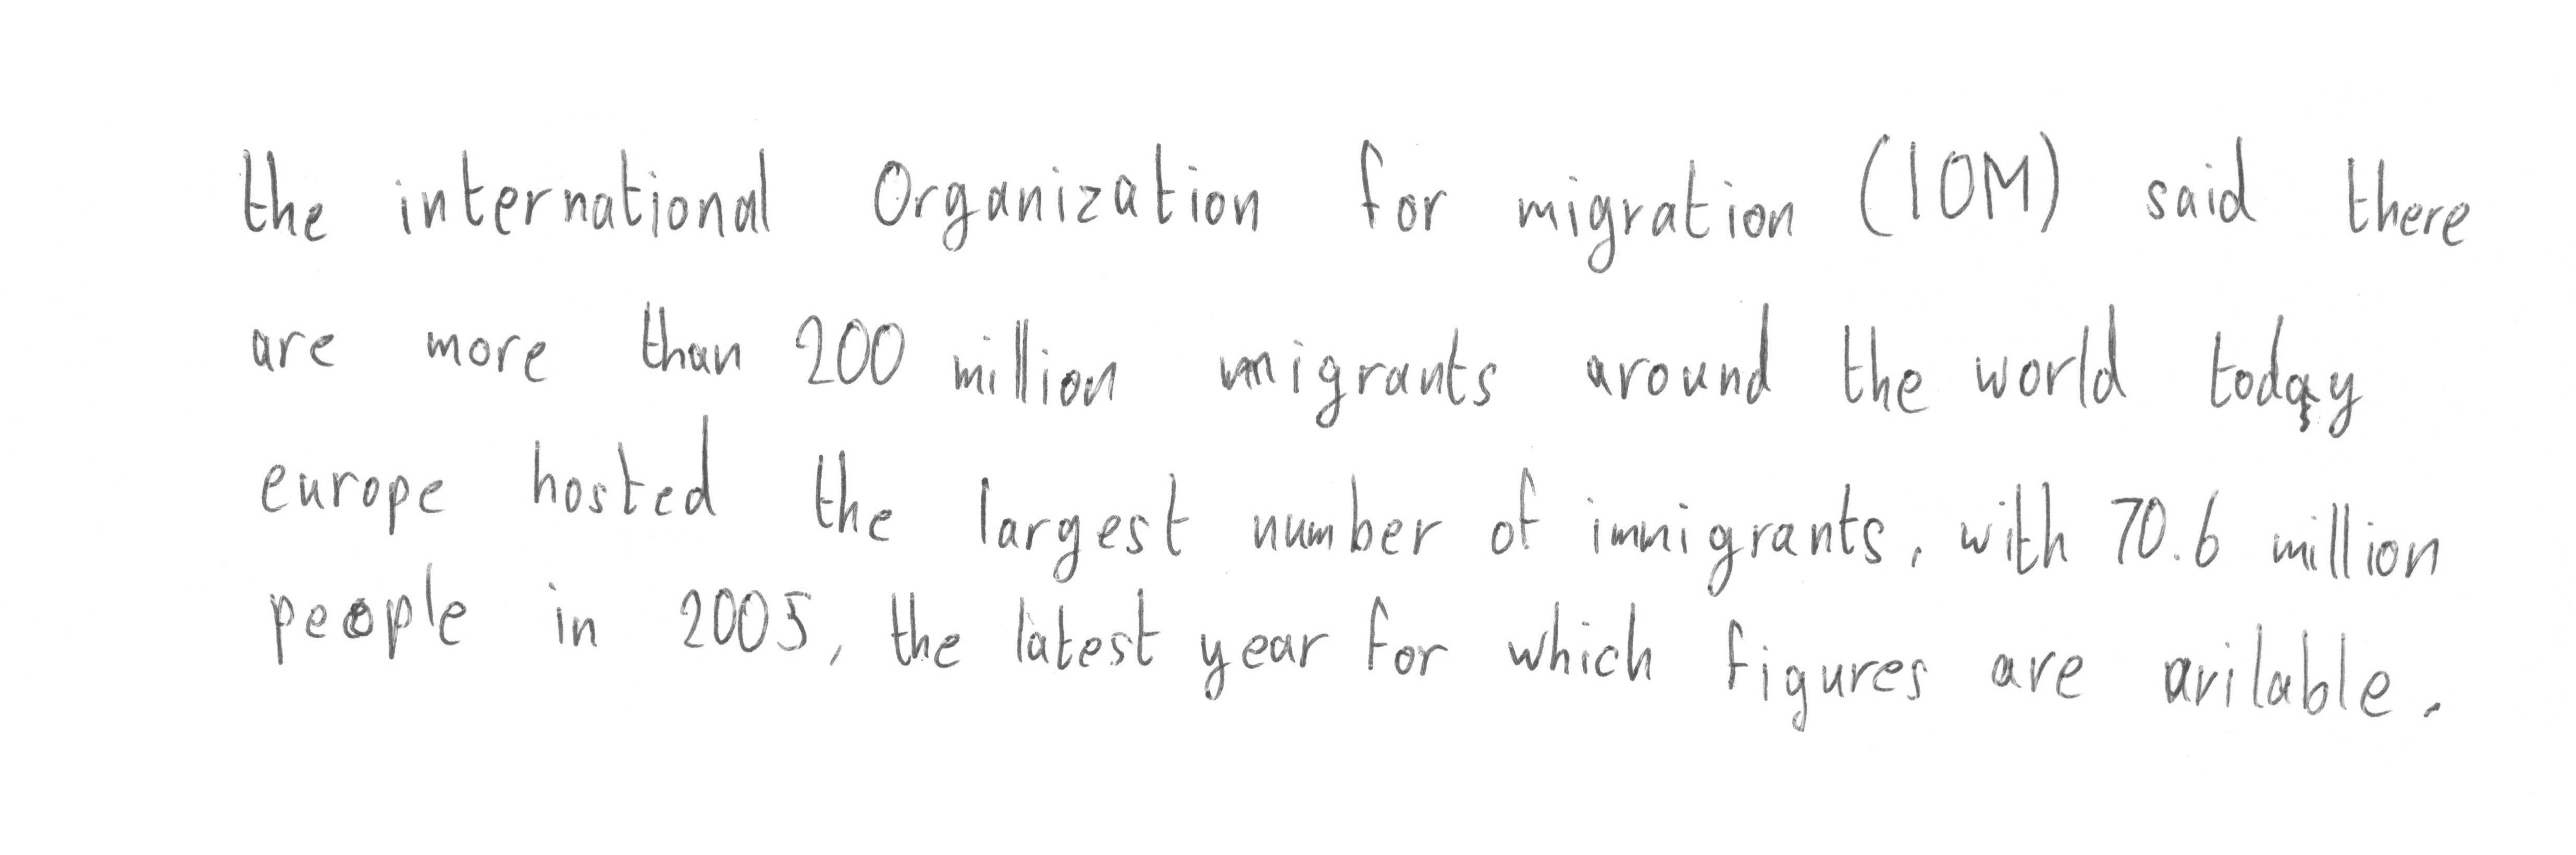 the international Organization for migration (IOM) said there
are more than 200 million migrants around the world today
europe hosted the largest number of immigrants, with 70.6 million
people in 2005, the latest year for which figures are avilable.